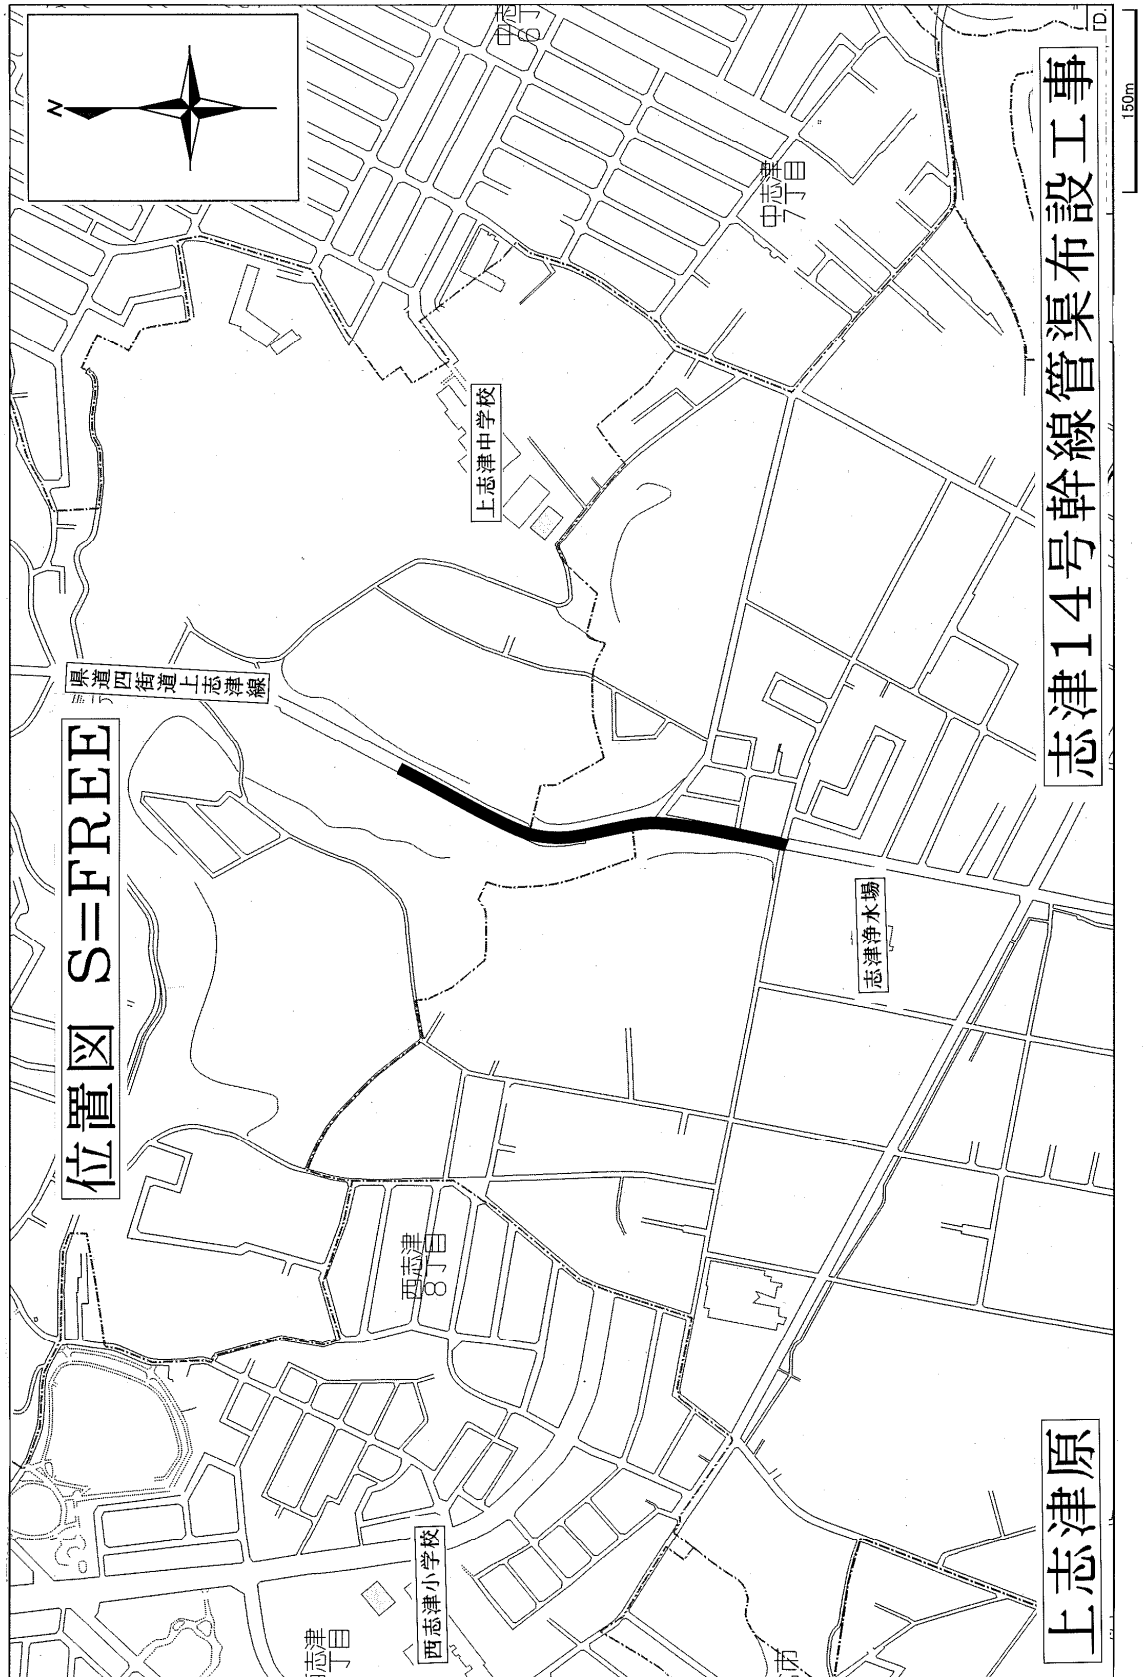 位置図 S=FREE
N
県道四街道上志津線
上志津中学校
中志津
7丁目
西志津
8丁目
西志津小学校
志津浄水場
志津14号幹線管渠布設工事
上志津原
150m